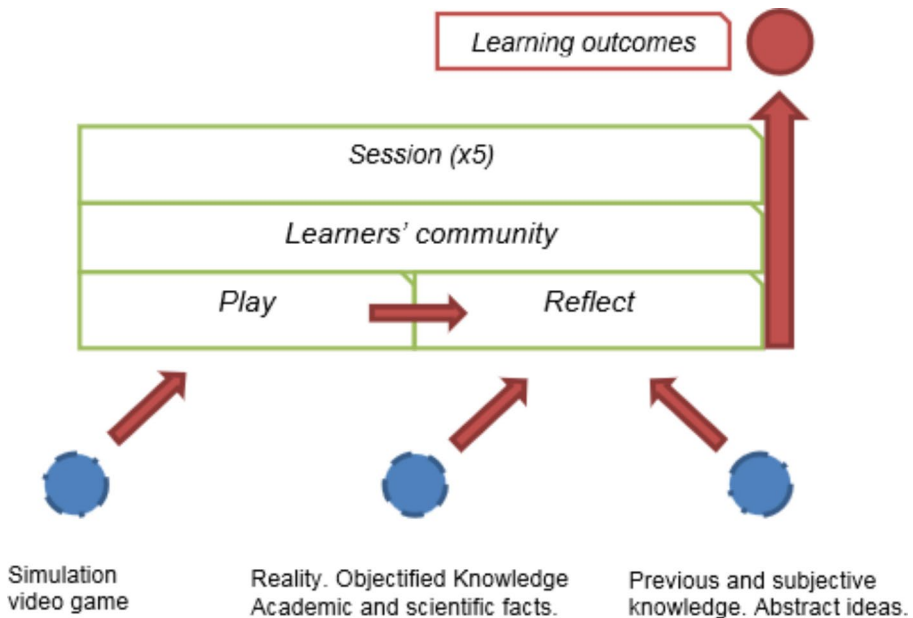 Learning outcomes
Session (x5)
Learners’ community
Play
Reflect
Simulation
video game
Reality. Objectified Knowledge
Academic and scientific facts.
Previous and subjective
knowledge. Abstract ideas.